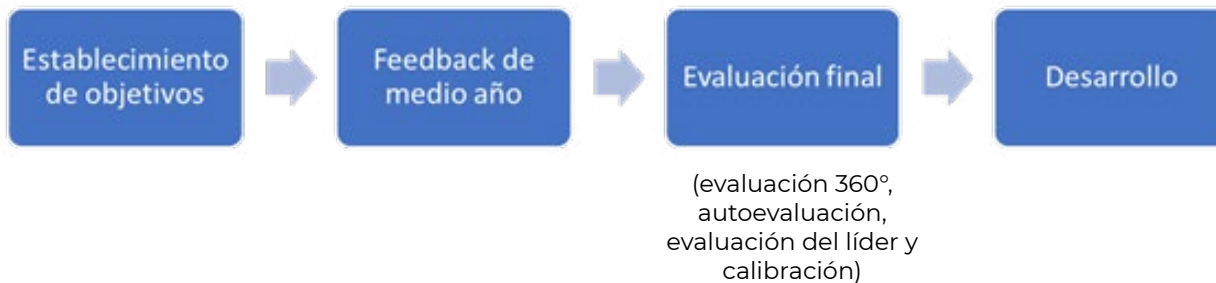 Establecimiento
de objetivos
Feedback de
medio año
Evaluación final
Desarrollo
(evaluación 360°,
autoevaluación,
evaluación del líder y
calibración)